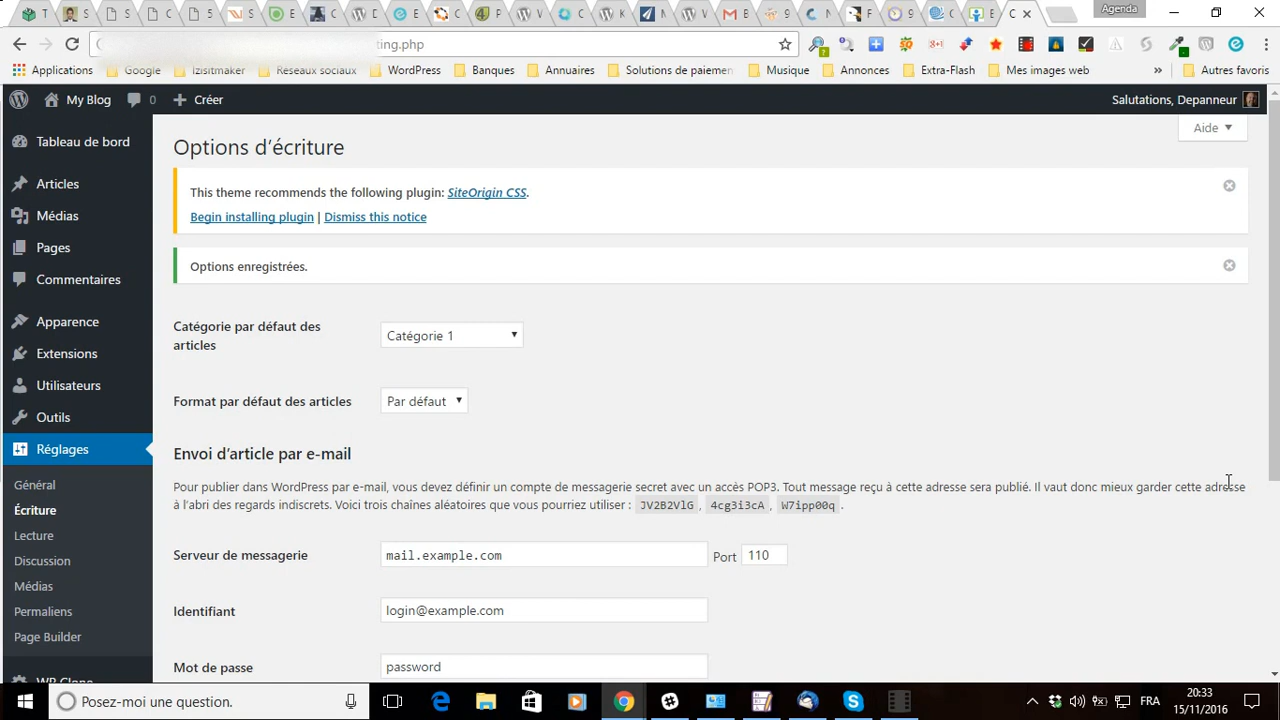 Agenda
ting.php
Applications Google Izisitmaker Réseaux sociaux WordPress Banques Annuaires Solutions de paiemen Musique Annonces Extra-Flash Mes images web » Autres favoris
My Blog 0 + Créer Salutations, Depanneur
Aide
Tableau de bord
Articles
Médias
Pages
Commentaires
Apparence
Extensions
Utilisateurs
Outils
Réglages
Général
Écriture
Lecture
Discussion
Médias
Permaliens
Page Builder
WP Clone
Options d'écriture
This theme recommends the following plugin: SiteOrigin CSS.
Begin installing plugin | Dismiss this notice
Options enregistrées.
Catégorie par défaut des
articles
Catégorie 1
Format par défaut des articles Par défaut
Envoi d'article par e-mail
Pour publier dans WordPress par e-mail, vous devez définir un compte de messagerie secret avec un accès POP3. Tout message reçu à cette adresse sera publié. Il vaut donc mieux garder cette adresse
à l'abri des regards indiscrets. Voici trois chaînes aléatoires que vous pourriez utiliser : JV2B2VlG , 4cg3i3cA , W7ipp00q .
Serveur de messagerie mail.example.com Port 110
Identifiant login@example.com
Mot de passe password
Posez-moi une question.
FRA
20:33
15/11/2016